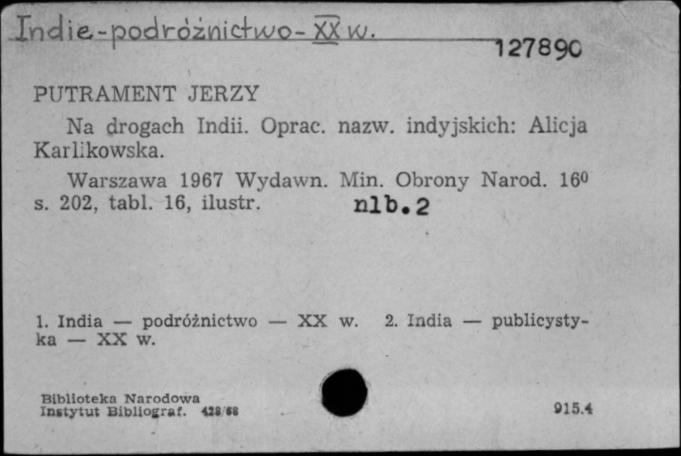 Indie-podróżnictwo-XX w.
127890
PUTRAMENT JERZY
Na drogach Indii. Oprac. nazw. indyjskich: Alicja
Karlikowska.
Warszawa 1967 Wydawn. Min. Obrony Narod. 16⁰
s. 202, tabl. 16, ilustr. nlb.2
1. India — podróżnictwo — XX w. 2. India — publicysty-
ka — XX w.
Biblioteka Narodowa
Instytut Bibliograf. 428/68
915.4